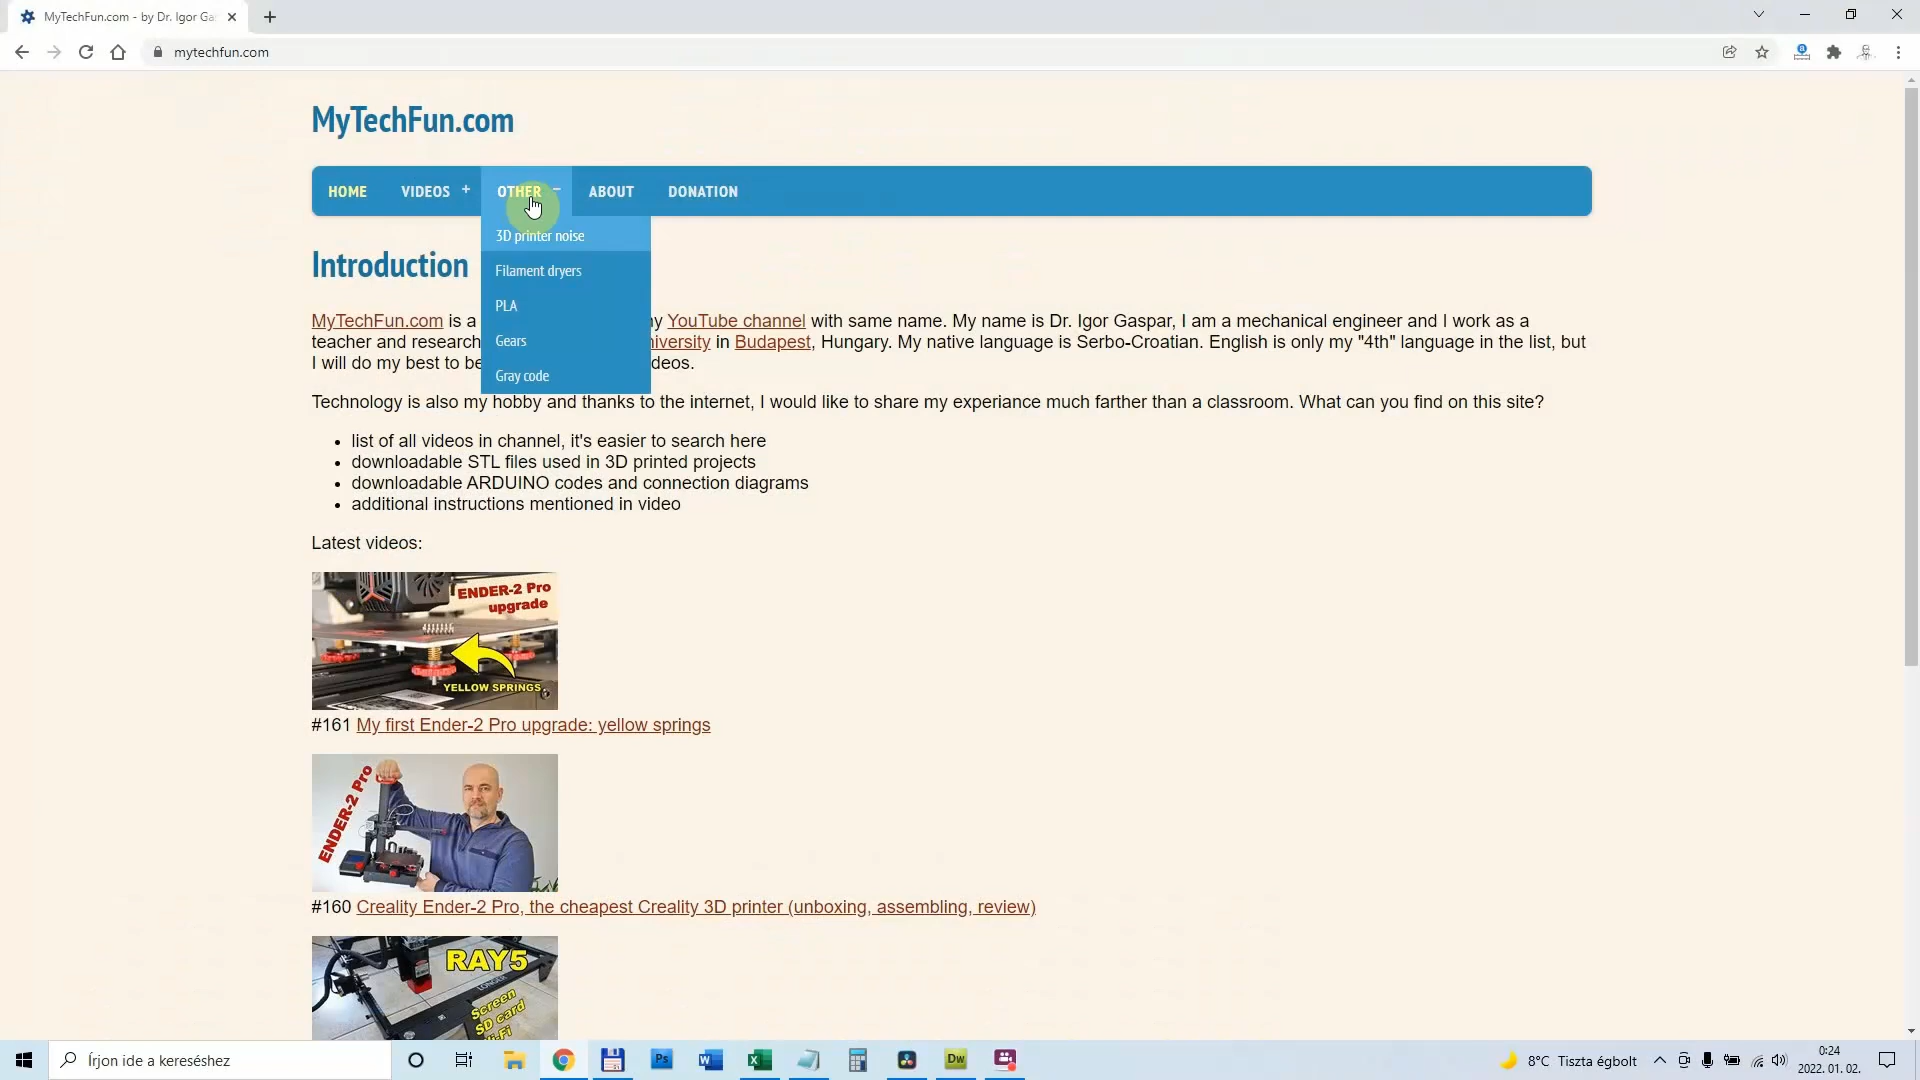 MyTechFun.com - by Dr. Igor Ga
mytechfun.com
MyTechFun.com
HOME VIDEOS + OTHER - ABOUT DONATION
3D printer noise
Filament dryers
PLA
Gears
Gray code
Introduction
MyTechFun.com is a y YouTube channel with same name. My name is Dr. Igor Gaspar, I am a mechanical engineer and I work as a
teacher and research iversity in Budapest, Hungary. My native language is Serbo-Croatian. English is only my "4th" language in the list, but
I will do my best to be deos.
Technology is also my hobby and thanks to the internet, I would like to share my experiance much farther than a classroom. What can you find on this site?
• list of all videos in channel, it's easier to search here
• downloadable STL files used in 3D printed projects
• downloadable ARDUINO codes and connection diagrams
• additional instructions mentioned in video
Latest videos:
ENDER-2 Pro
upgrade
YELLOW SPRINGS
#161 My first Ender-2 Pro upgrade: yellow springs
ENDER-2 Pro
#160 Creality Ender-2 Pro, the cheapest Creality 3D printer (unboxing, assembling, review)
RAY5
LONGER
Screen
SD card
Wi-Fi
Írjon ide a kereséshez
Ps
Dw
8°C Tiszta égbolt
0:24
2022. 01. 02.